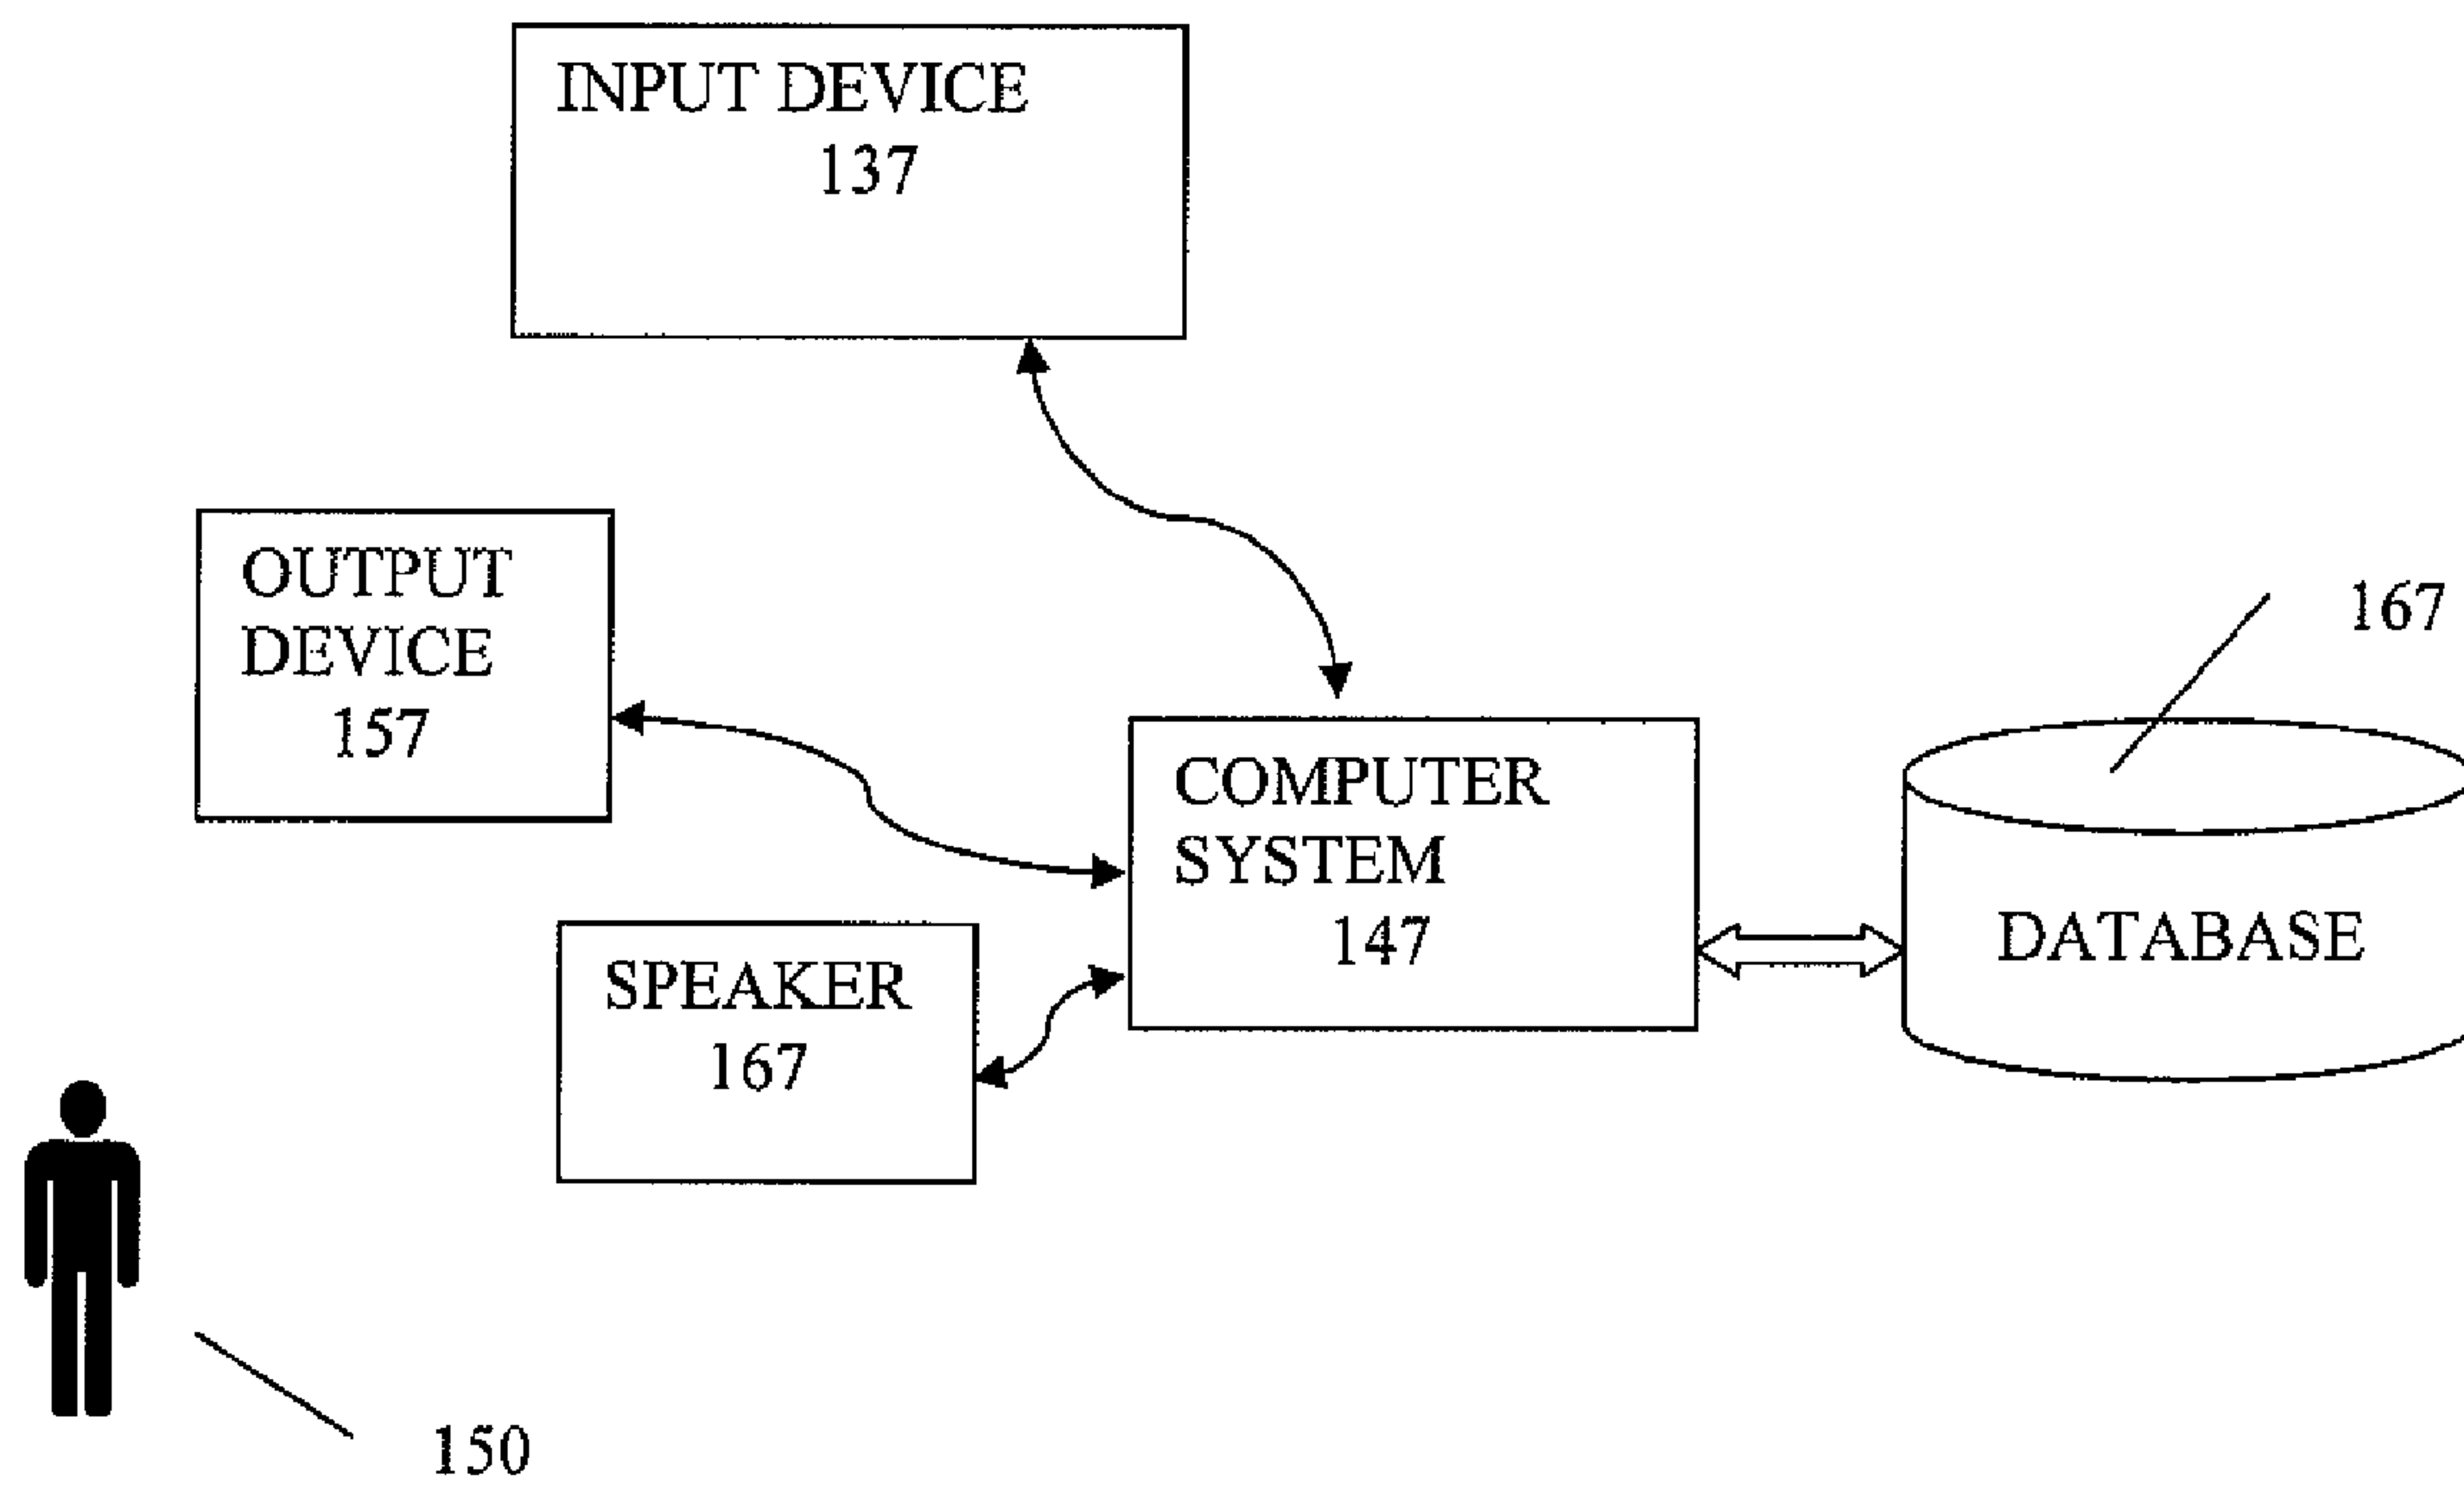 INPUT DEVICE
137
OUTPUT
DEVICE
157
167
COMPUTER
SYSTEM
147
DATABASE
SPEAKER
167
150